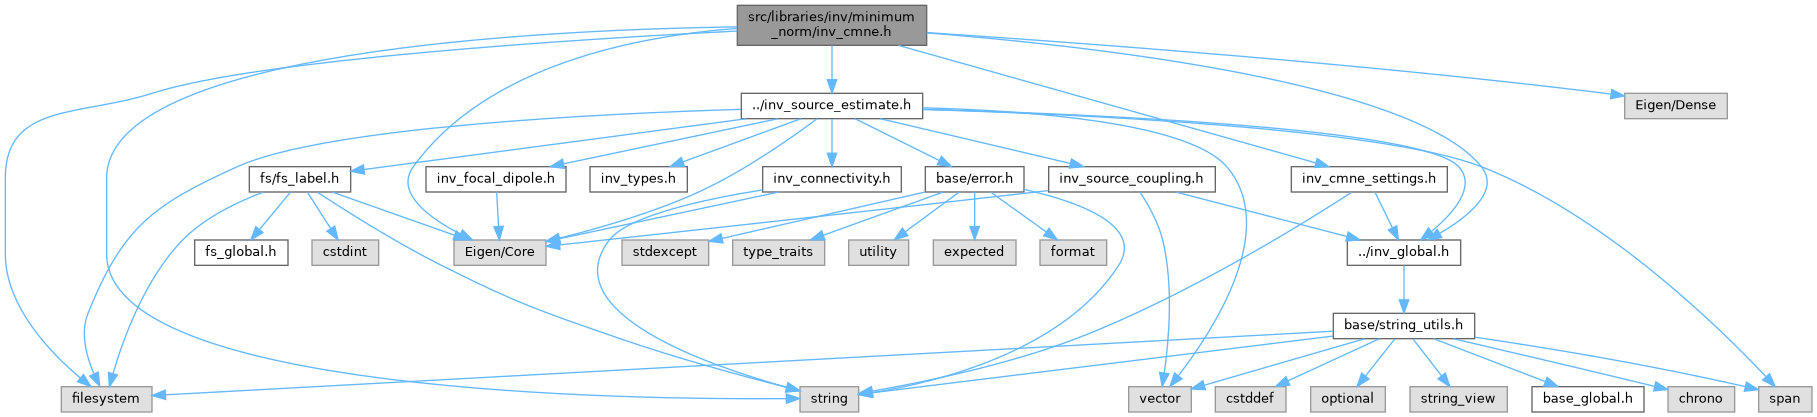 src/libraries/inv/minimum
_norm/inv_cmne.h
../inv_source_estimate.h
Eigen/Dense
fs/fs_label.h
inv_focal_dipole.h
inv_types.h
inv_connectivity.h
base/error.h
inv_source_coupling.h
inv_cmne_settings.h
fs_global.h
cstdint
Eigen/Core
stdexcept
type_traits
utility
expected
format
../inv_global.h
base/string_utils.h
filesystem
string
vector
cstddef
optional
string_view
base_global.h
chrono
span